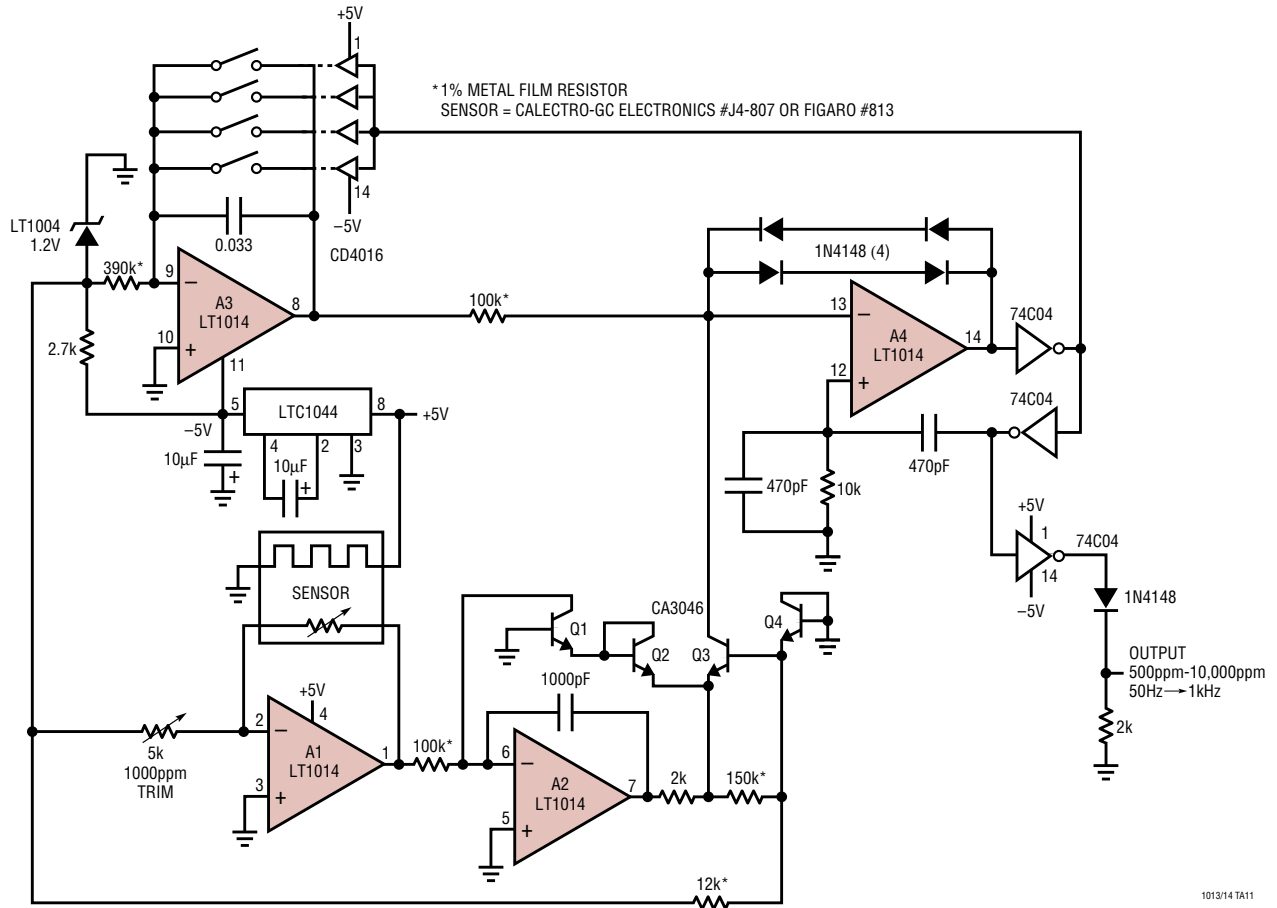 +5V
1
* 1% METAL FILM RESISTOR
SENSOR = CALECTRO-GC ELECTRONICS #J4-807 OR FIGARO #813
14
–5V
CD4016
LT1004
1.2V
0.033
390k*
9
–
A3
LT1014
8
10
+
11
2.7k
100k*
1N4148 (4)
13
–
A4
LT1014
14
12
+
74C04
74C04
5
LTC1044
8
+5V
–5V
4
2
3
10µF
+
10µF
+
470pF
10k
470pF
+5V
1
74C04
14
–5V
1N4148
OUTPUT
500ppm-10,000ppm
50Hz → 1kHz
2k
SENSOR
CA3046
Q1
Q2
Q3
Q4
1000pF
+5V
4
5k
1000ppm
TRIM
2
–
A1
LT1014
1
3
+
100k*
6
–
A2
LT1014
7
5
+
2k
150k*
12k*
1013/14 TA11